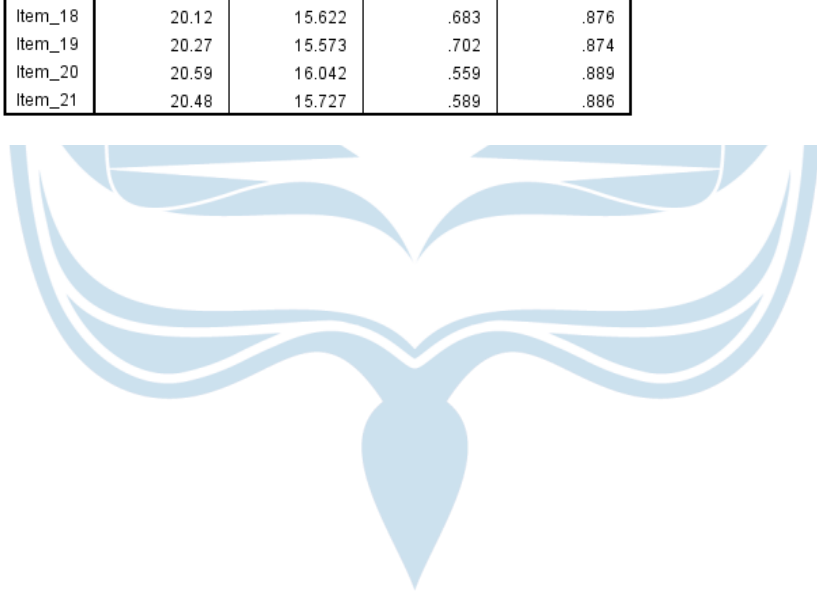 Item_18 20.12 15.622 .683 .876
Item_19 20.27 15.573 .702 .874
Item_20 20.59 16.042 .559 .889
Item_21 20.48 15.727 .589 .886